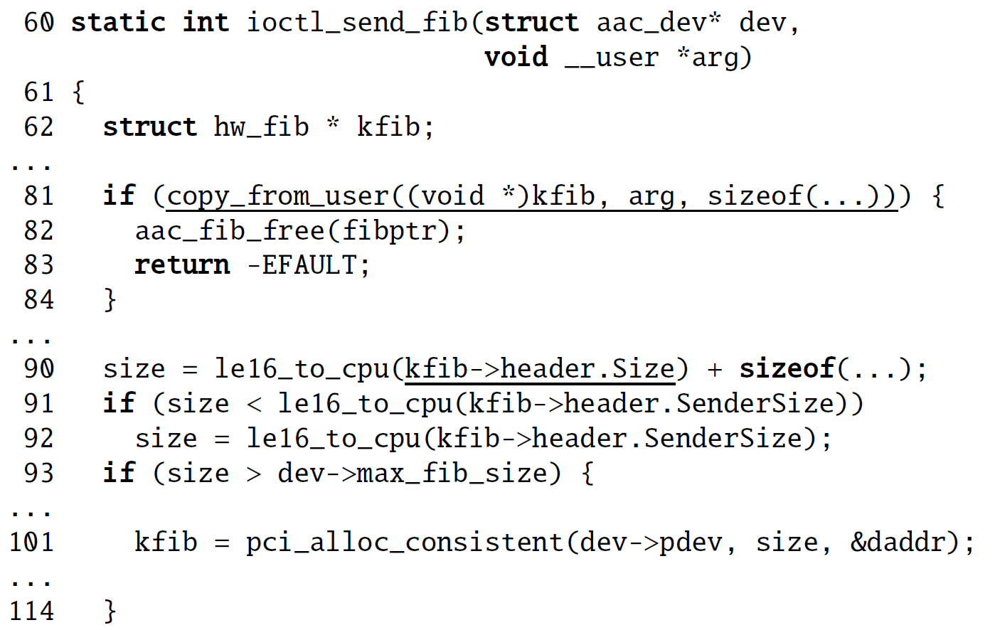 60 static int ioctl_send_fib(struct aac_dev* dev,
                             void __user *arg)
61 {
62   struct hw_fib * kfib;
...
81   if (copy_from_user((void *)kfib, arg, sizeof(...))) {
82     aac_fib_free(fibptr);
83     return -EFAULT;
84   }
...
90   size = le16_to_cpu(kfib->header.Size) + sizeof(...);
91   if (size < le16_to_cpu(kfib->header.SenderSize))
92     size = le16_to_cpu(kfib->header.SenderSize);
93   if (size > dev->max_fib_size) {
...
101     kfib = pci_alloc_consistent(dev->pdev, size, &daddr);
...
114   }